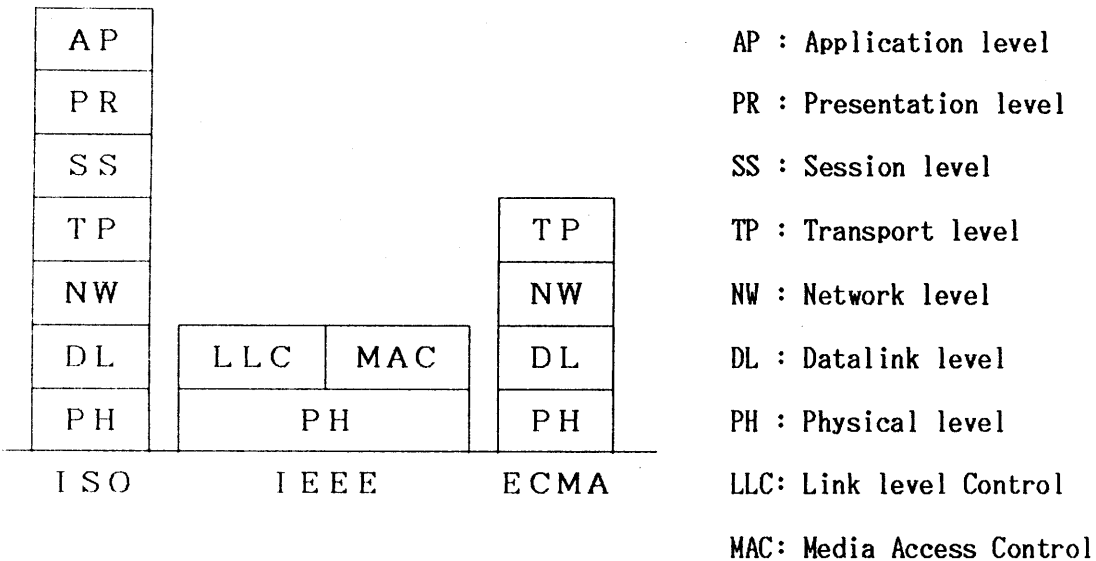 AP
PR
SS
TP
NW
DL
PH
ISO
LLC MAC
PH
IEEE
TP
NW
DL
PH
ECMA
AP : Application level
PR : Presentation level
SS : Session level
TP : Transport level
NW : Network level
DL : Datalink level
PH : Physical level
LLC: Link level Control
MAC: Media Access Control